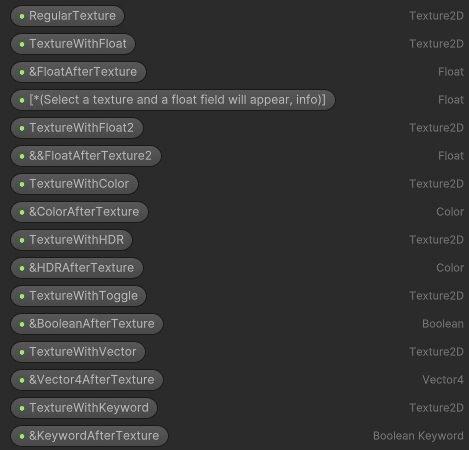 RegularTexture Texture2D
TextureWithFloat Texture2D
&FloatAfterTexture Float
[*(Select a texture and a float field will appear, info)] Float
TextureWithFloat2 Texture2D
&&FloatAfterTexture2 Float
TextureWithColor Texture2D
&ColorAfterTexture Color
TextureWithHDR Texture2D
&HDRAfterTexture Color
TextureWithToggle Texture2D
&BooleanAfterTexture Boolean
TextureWithVector Texture2D
&Vector4AfterTexture Vector4
TextureWithKeyword Texture2D
&KeywordAfterTexture Boolean Keyword